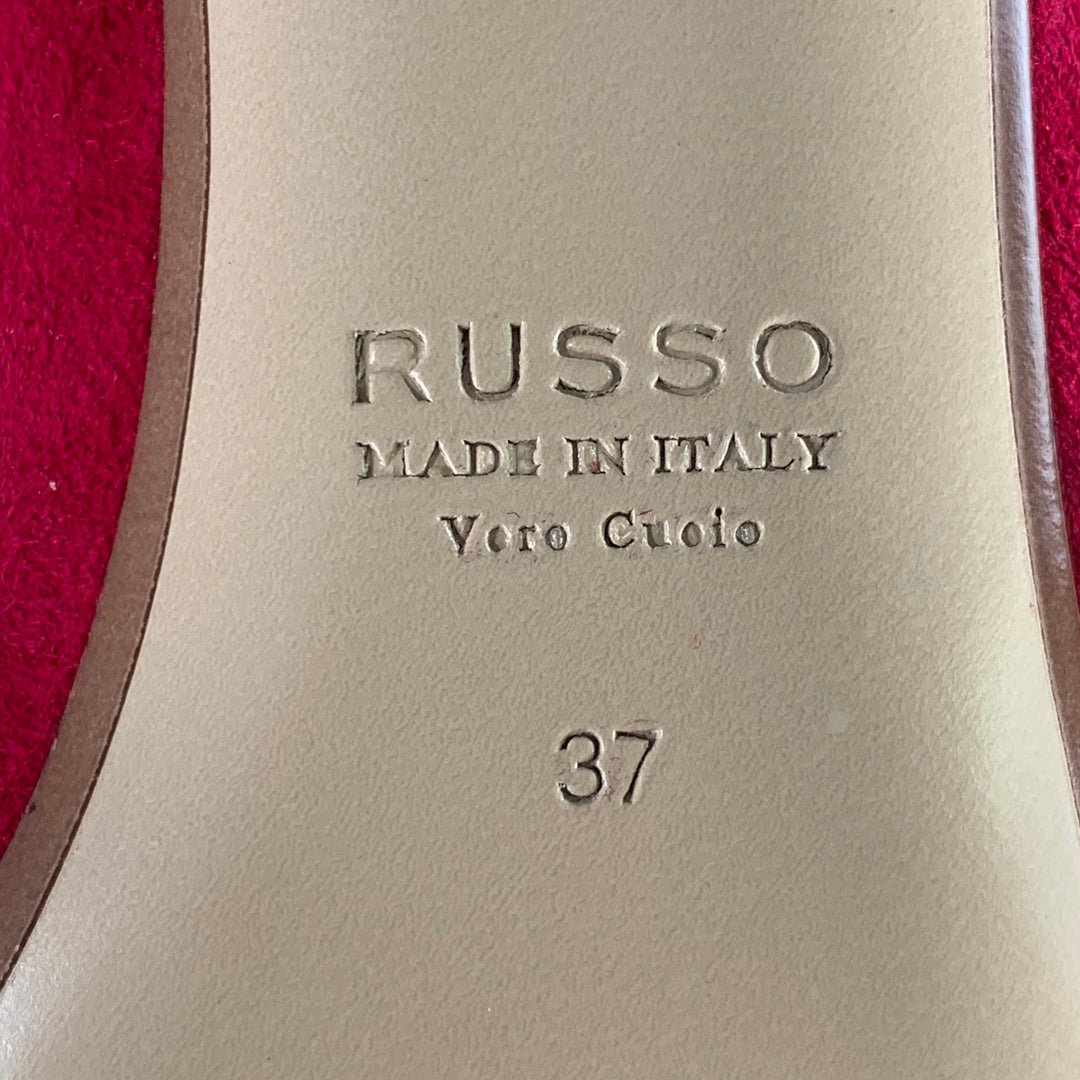 RUSSO
MADE IN ITALY
Vero Cuoio
37